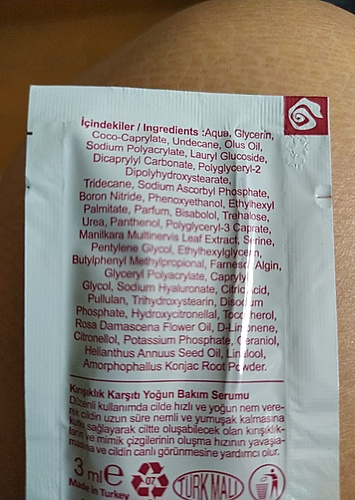 İçindekiler / Ingredients :Aqua, Glycerin,
Coco-Caprylate, Undecane, Olus Oil,
Sodium Polyacrylate, Lauryl Glucoside,
Dicaprylyl Carbonate, Polyglyceryl-2
Dipolyhydroxystearate,
Tridecane, Sodium Ascorbyl Phosphate,
Boron Nitride, Phenoxyethanol, Ethylhexyl
Palmitate, Parfum, Bisabolol, Trehalose,
Urea, Panthenol, Polyglyceryl-3 Caprate,
Manilkara Multinervis Leaf Extract, Serine,
Pentylene Glycol, Ethylhexylglycerin,
Butylphenyl Methylpropional, Farnesol, Algin,
Glyceryl Polyacrylate, Caprylyl
Glycol, Sodium Hyaluronate, Citric Acid,
Pullulan, Trihydroxystearin, Disodium
Phosphate, Hydroxycitronellal, Tocopherol,
Rosa Damascena Flower Oil, D-Limonene,
Citronellol, Potassium Phosphate, Geraniol,
Helianthus Annuus Seed Oil, Linalool,
Amorphophallus Konjac Root Powder.
Kırışıklık Karşıtı Yoğun Bakım Serumu
Düzenli kullanımda cilde hızlı ve yoğun nem vere-
rek cildin uzun süre nemli ve yumuşak kalmasına
katkı sağlayarak ciltte oluşabilecek olan kırışıklık-
ların ve mimik çizgilerinin oluşma hızının yavaşla-
masına ve cildin canlı görünmesine yardımcı olur.
3 ml e
07
TÜRK MALI
Made in Turkey